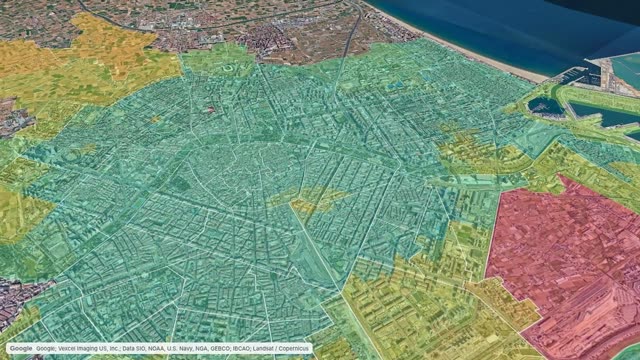 Google Google; Vexcel Imaging US, Inc.; Data SIO, NOAA, U.S. Navy, NGA, GEBCO; IBCAO; Landsat / Copernicus